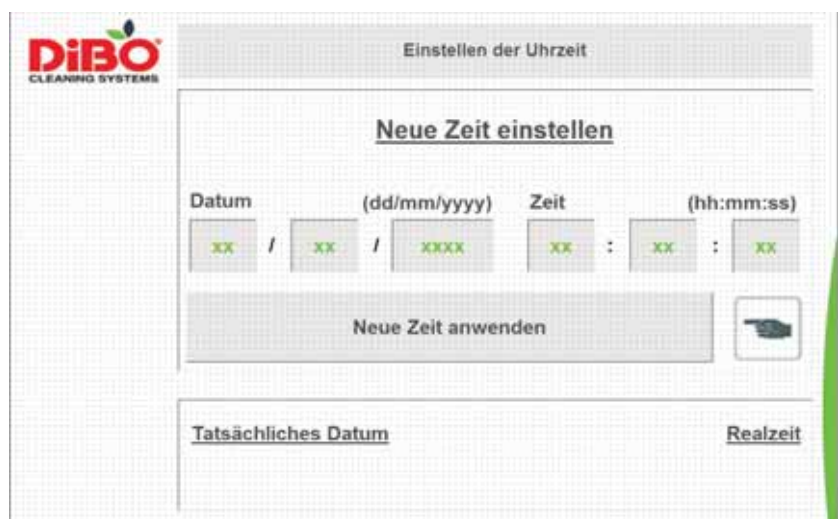 DiBO
CLEANING SYSTEMS
Einstellen der Uhrzeit
Neue Zeit einstellen
Datum (dd/mm/yyyy) Zeit (hh:mm:ss)
xx / xx / xxxx xx : xx : xx
Neue Zeit anwenden
Tatsächliches Datum Realzeit